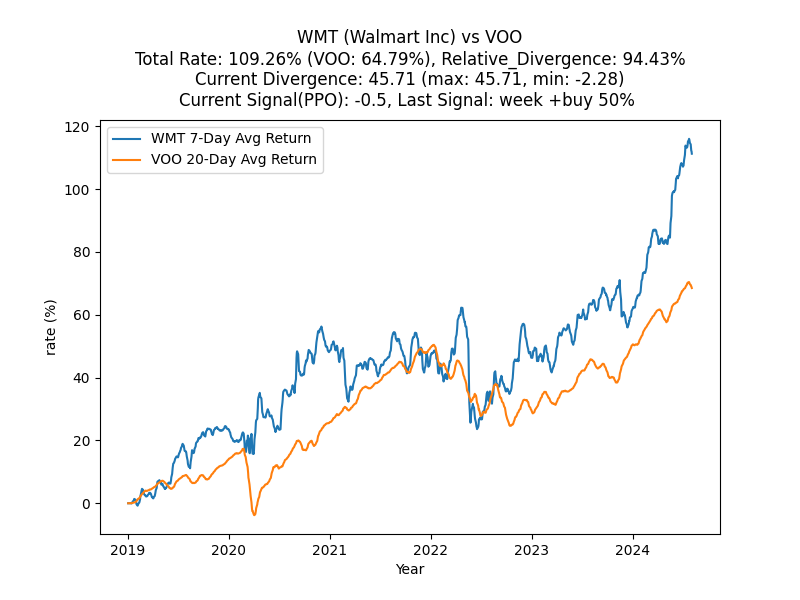 WMT (Walmart Inc) vs VOO
Total Rate: 109.26% (VOO: 64.79%), Relative_Divergence: 94.43%
Current Divergence: 45.71 (max: 45.71, min: -2.28)
Current Signal(PPO): -0.5, Last Signal: week +buy 50%
WMT 7-Day Avg Return
VOO 20-Day Avg Return
rate (%)
120
100
80
60
40
20
0
2019 2020 2021 2022 2023 2024
Year